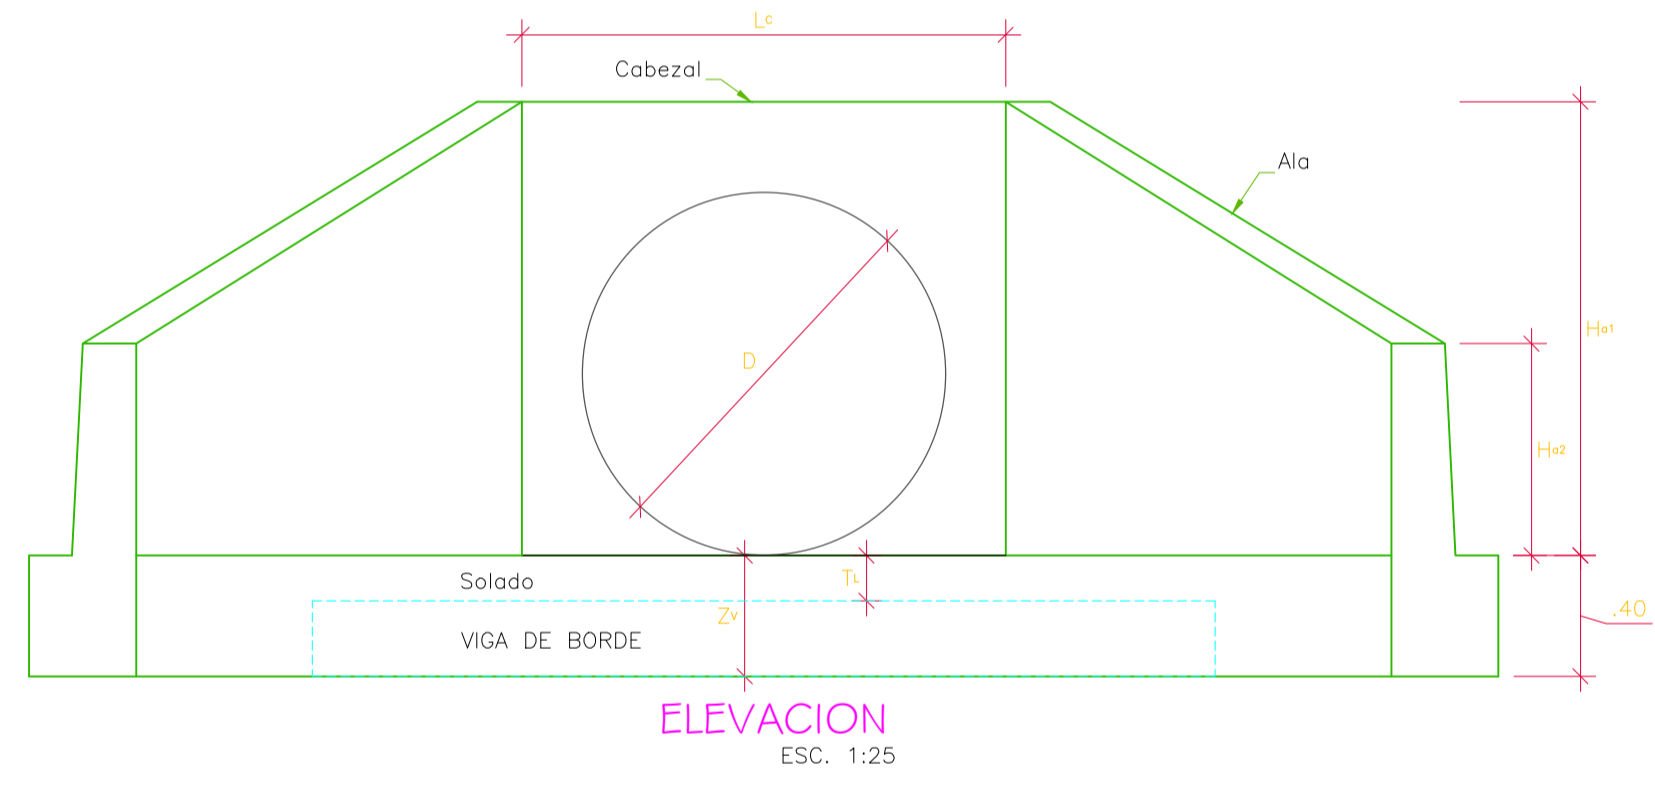 Lc
Cabezal
Ala
Ha1
D
Ha2
Solado
TL
.40
Zv
VIGA DE BORDE
ELEVACION
ESC. 1:25